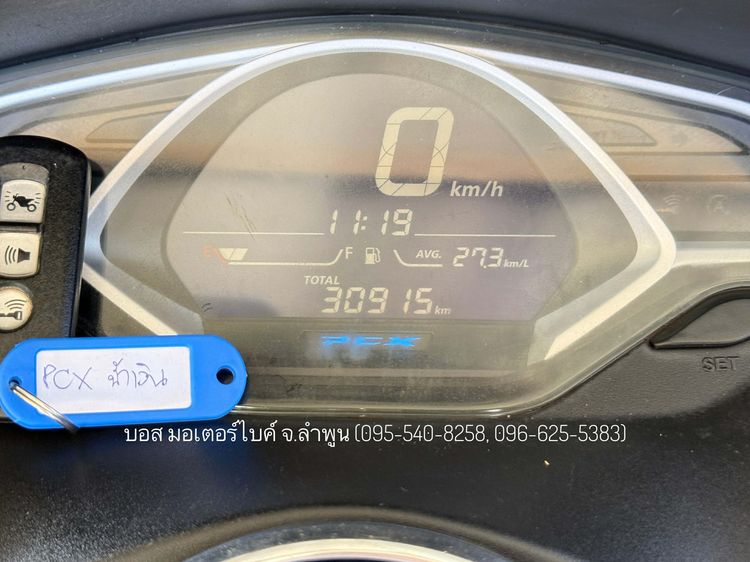 0 km/h
11:19
E F AVG. 27.3 km/L
TOTAL
30915 km
PCX
SET
PCX น้ำเงิน
บอส มอเตอร์ไบค์ จ.ลำพูน (095-540-8258, 096-625-5383)